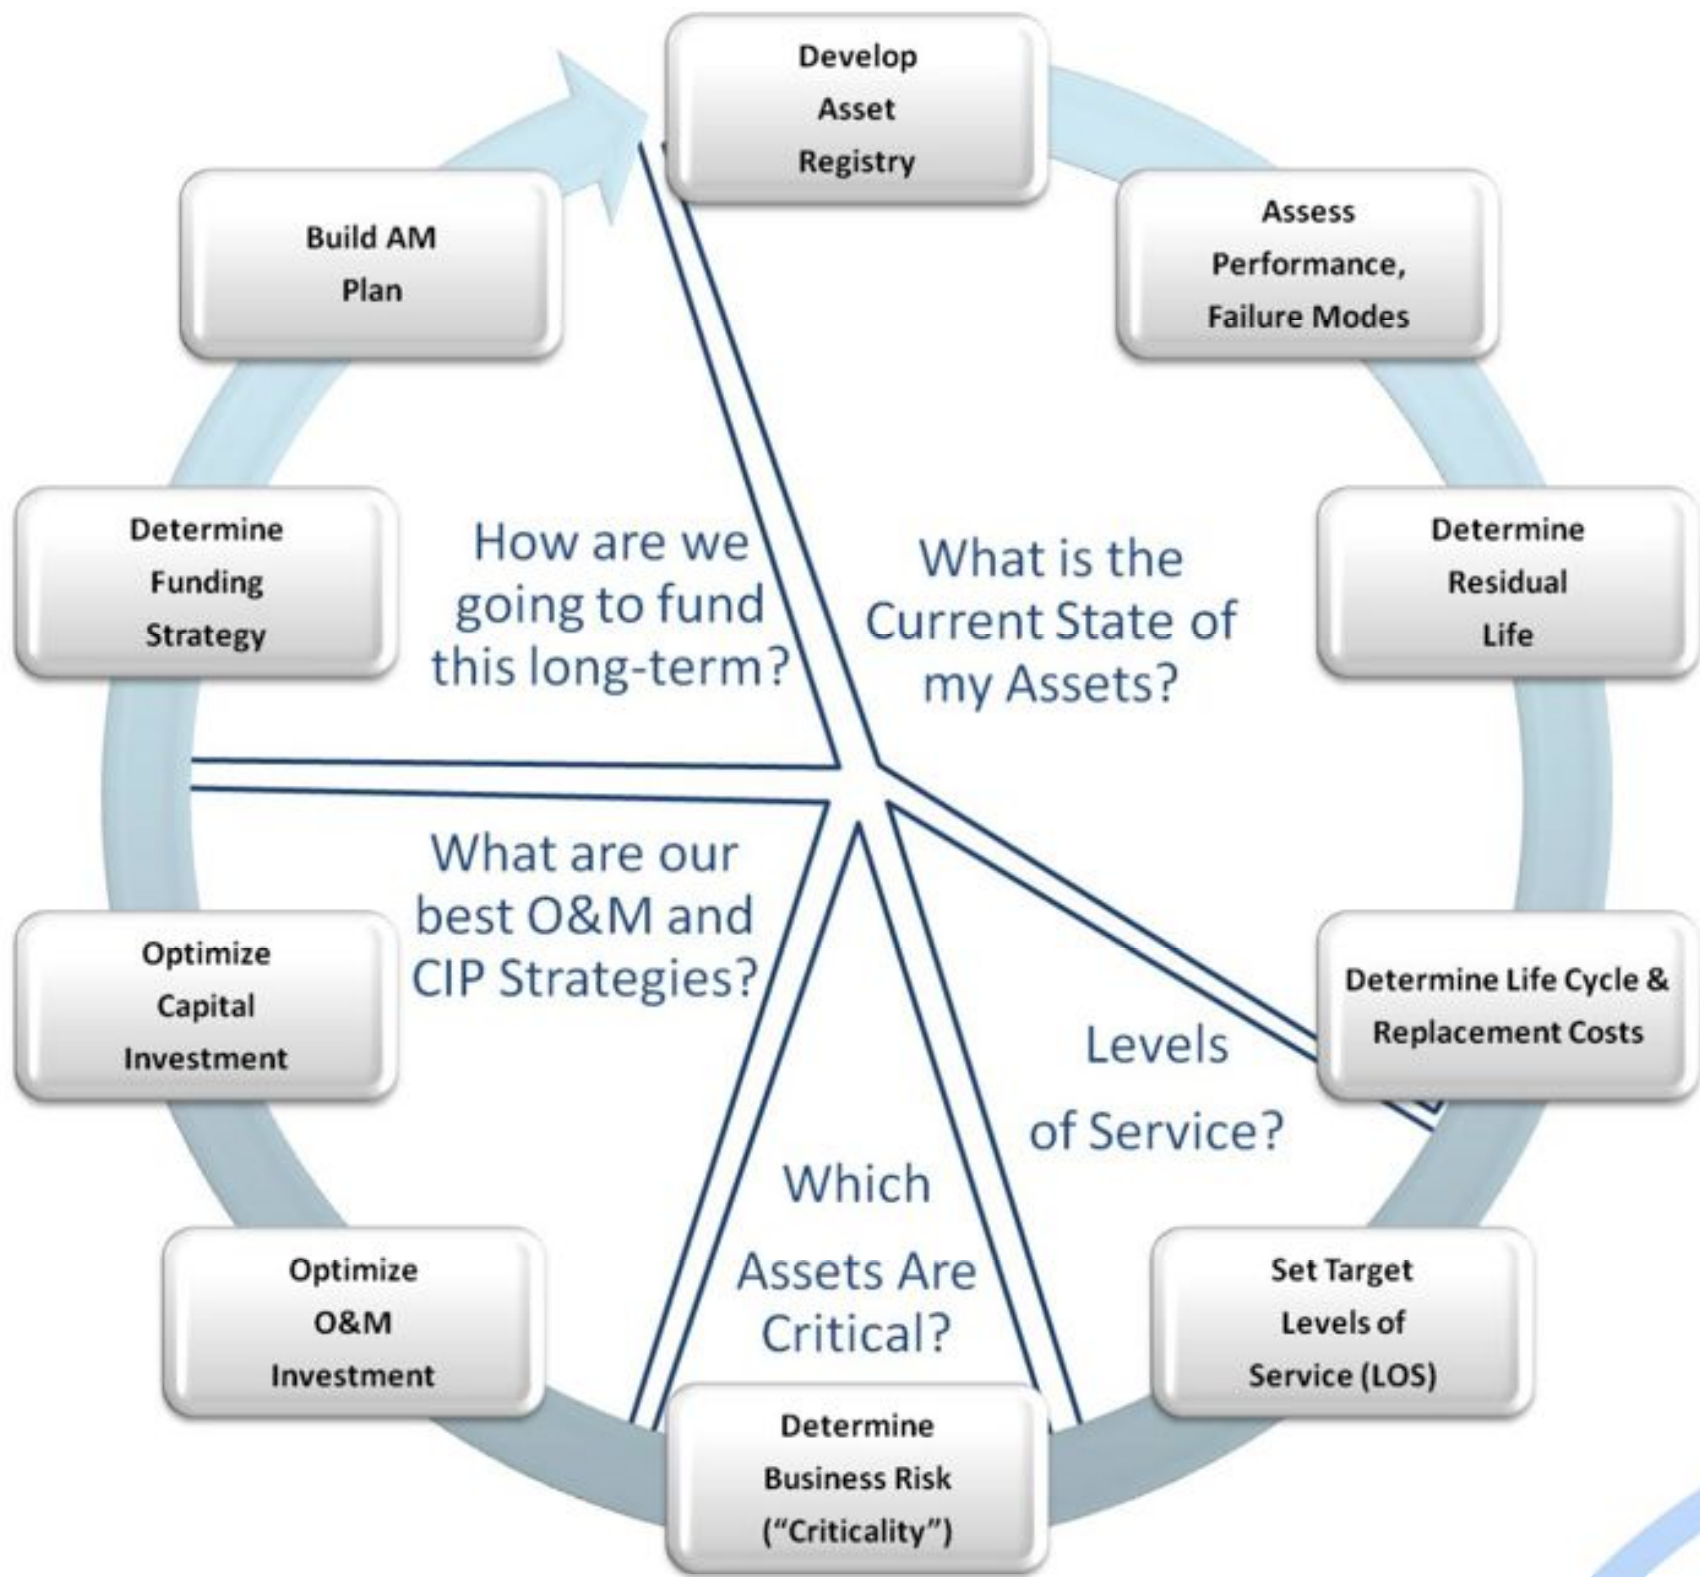 Develop
Asset
Registry
Assess
Performance,
Failure Modes
Determine
Residual
Life
Determine Life Cycle &
Replacement Costs
Set Target
Levels of
Service (LOS)
Determine
Business Risk
(“Criticality”)
Optimize
O&M
Investment
Optimize
Capital
Investment
Determine
Funding
Strategy
Build AM
Plan
What is the
Current State of
my Assets?
Levels
of Service?
Which
Assets Are
Critical?
What are our
best O&M and
CIP Strategies?
How are we
going to fund
this long-term?